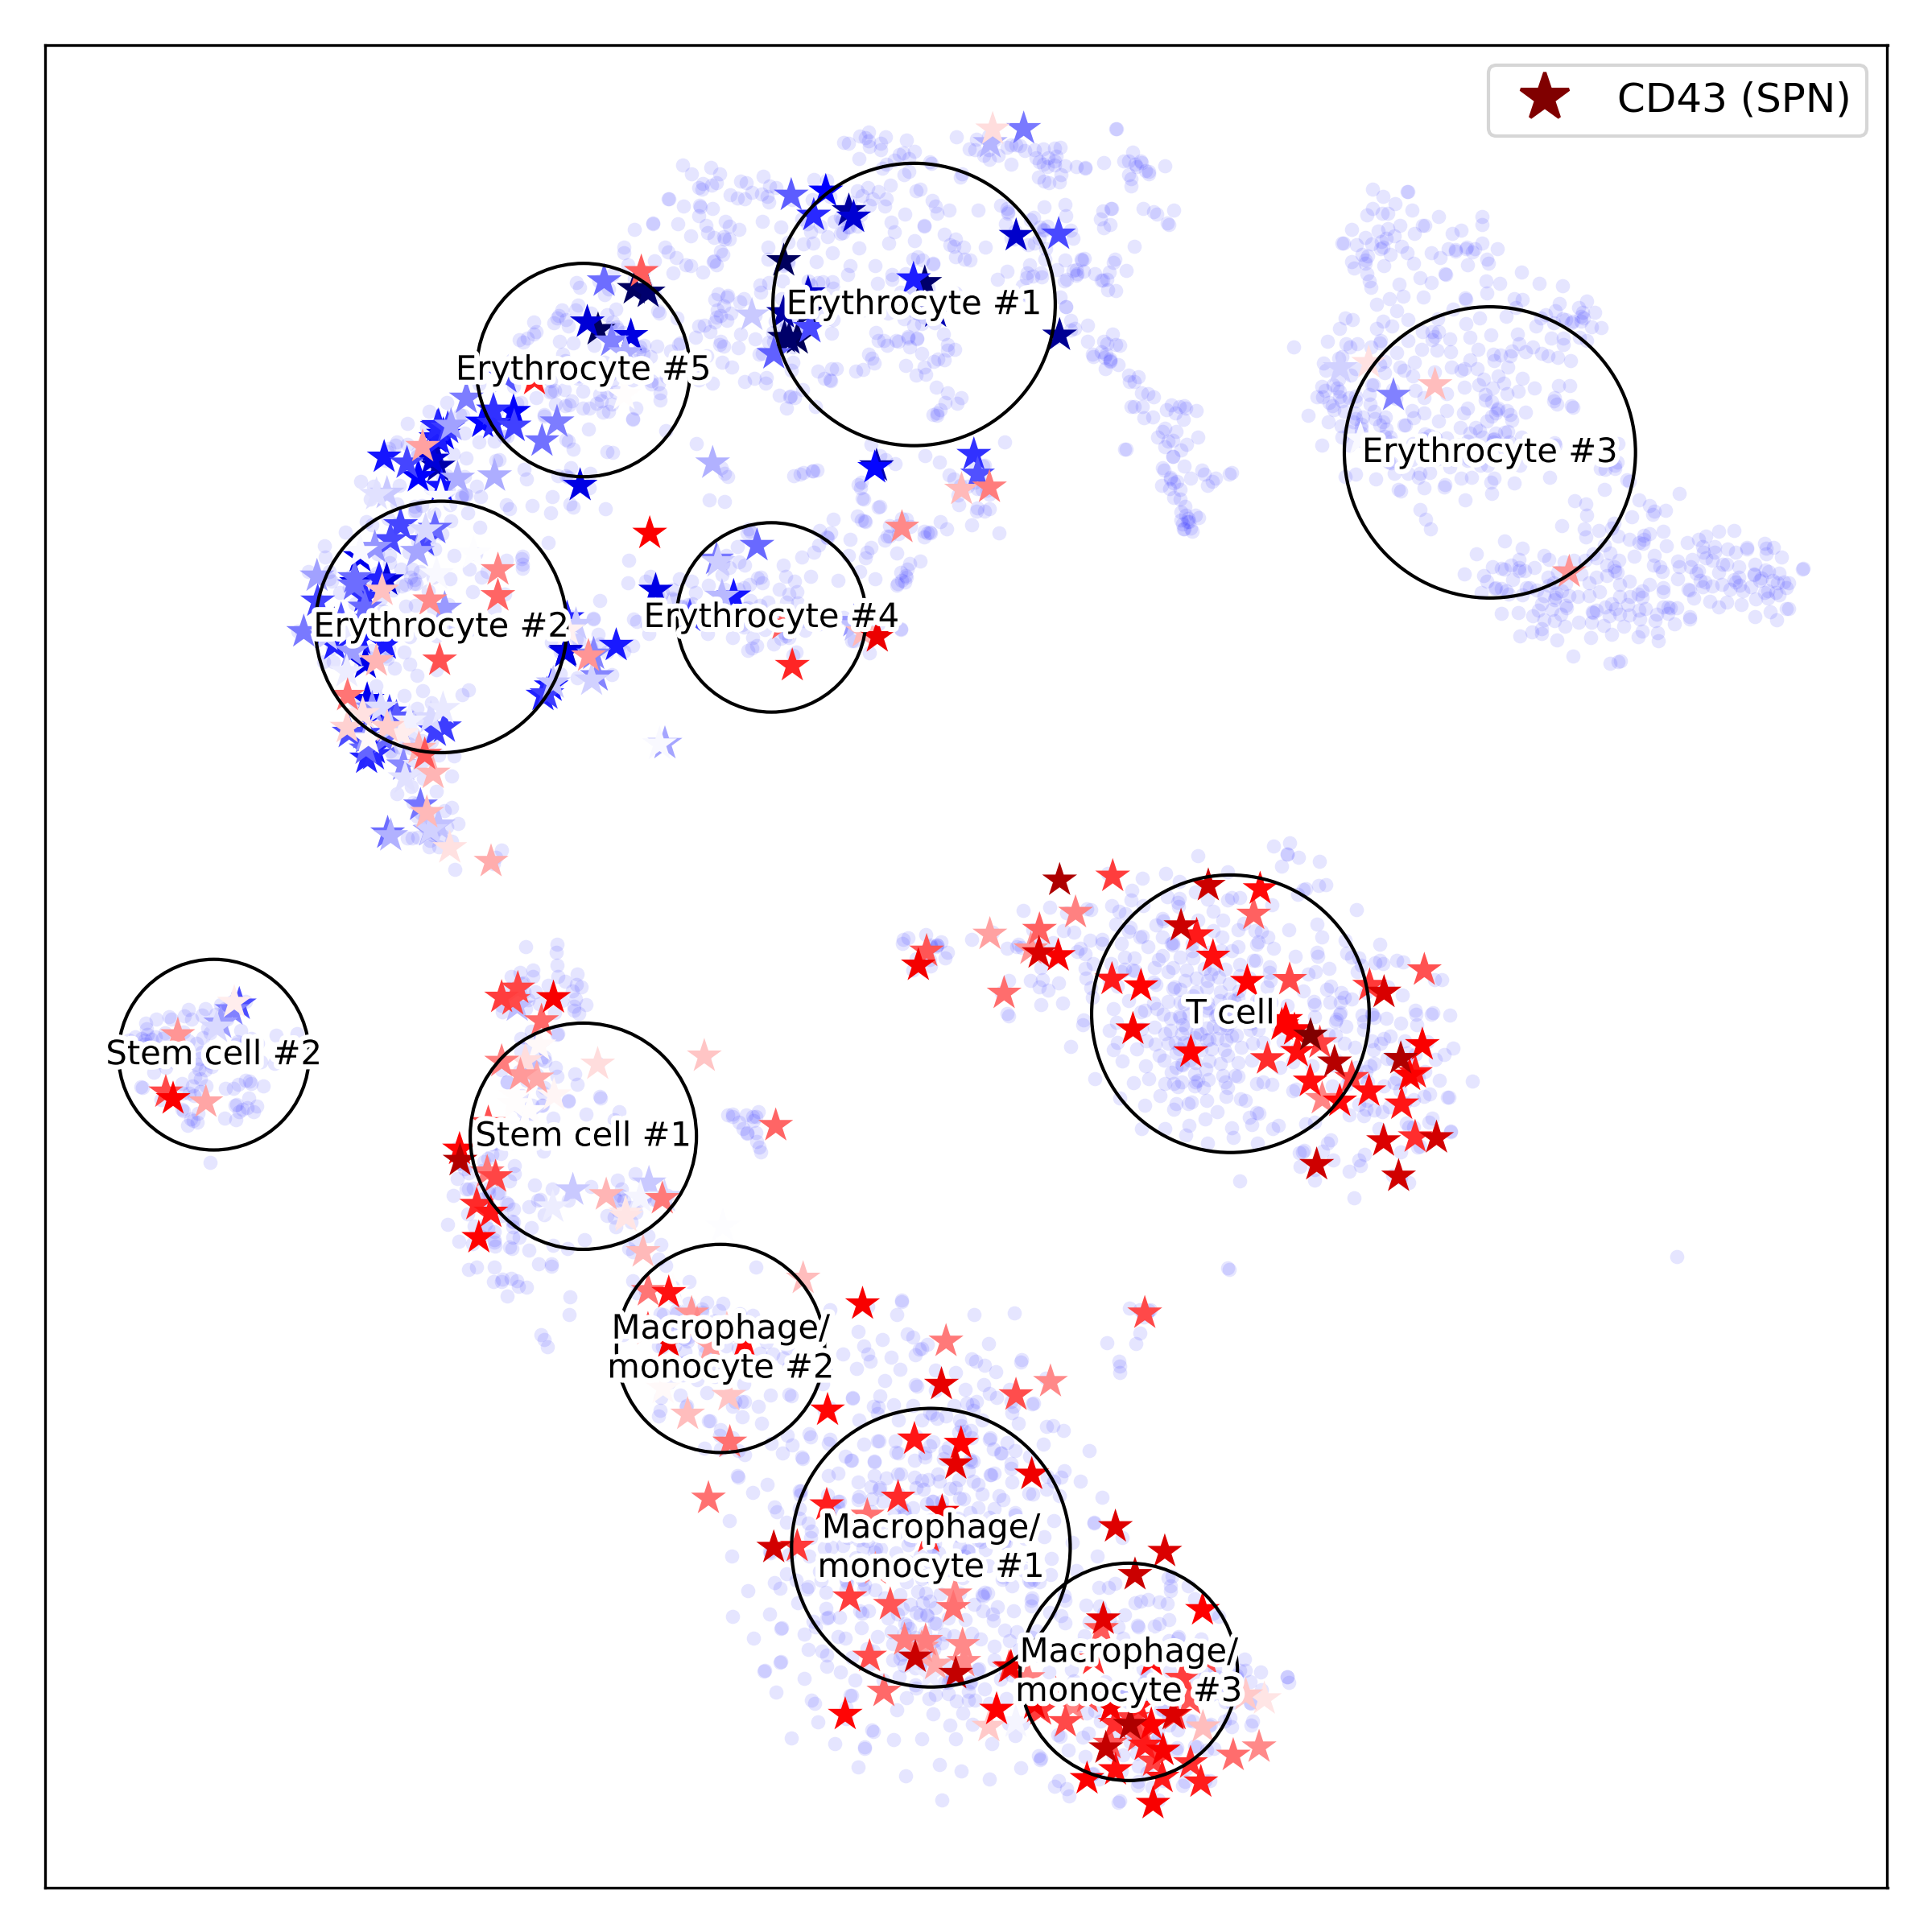 CD43 (SPN)
Erythrocyte #1
Erythrocyte #5
Erythrocyte #3
Erythrocyte #4
Erythrocyte #2
T cell
Stem cell #2
Stem cell #1
Macrophage/
monocyte #2
Macrophage/
monocyte #1
Macrophage/
monocyte #3